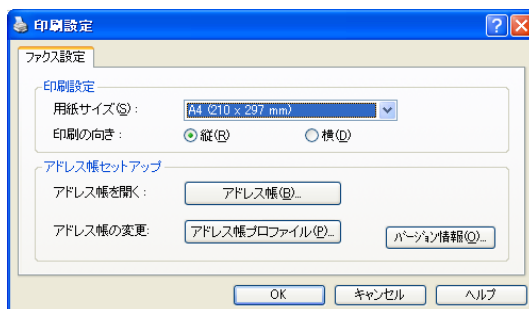 印刷設定
ファクス設定
印刷設定
用紙サイズ(S): A4 (210 x 297 mm)
印刷の向き: 縦(R) 横(D)
アドレス帳セットアップ
アドレス帳を開く: アドレス帳(B)...
アドレス帳の変更: アドレス帳プロファイル(P)... バージョン情報(O)...
OK キャンセル ヘルプ